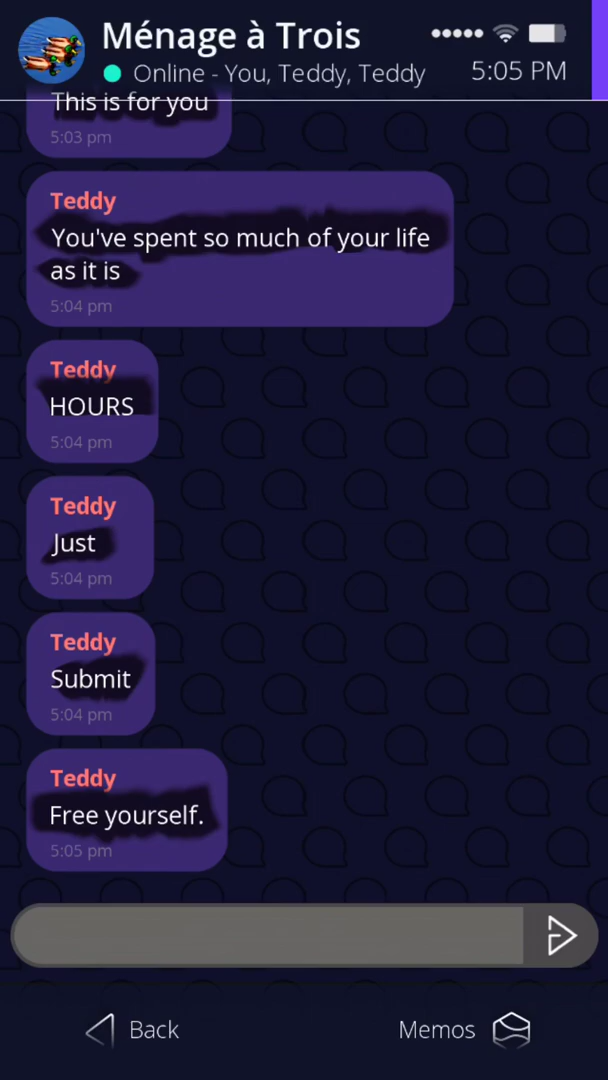 Ménage à Trois
Online - You, Teddy, Teddy
5:05 PM
This is for you
5:03 pm
Teddy
You've spent so much of your life
as it is
5:04 pm
Teddy
HOURS
5:04 pm
Teddy
Just
5:04 pm
Teddy
Submit
5:04 pm
Teddy
Free yourself.
5:05 pm
Back
Memos